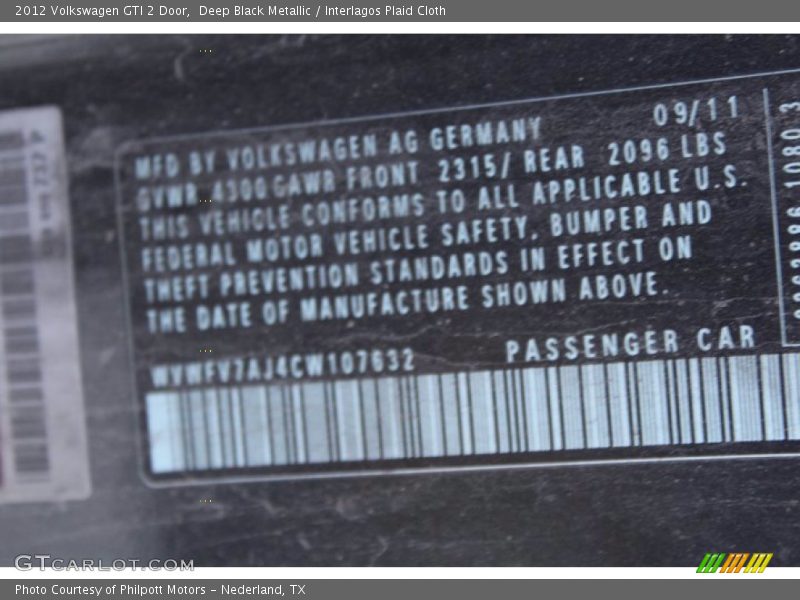 2012 Volkswagen GTI 2 Door, Deep Black Metallic / Interlagos Plaid Cloth
09/11
MFD BY VOLKSWAGEN AG GERMANY
GVWR 4300 GAWR FRONT 2315/ REAR 2096 LBS
THIS VEHICLE CONFORMS TO ALL APPLICABLE U.S.
FEDERAL MOTOR VEHICLE SAFETY, BUMPER AND
THEFT PREVENTION STANDARDS IN EFFECT ON
THE DATE OF MANUFACTURE SHOWN ABOVE.
WVWFV7AJ4CW107632 PASSENGER CAR
GTCARLOT.COM
Photo Courtesy of Philpott Motors - Nederland, TX